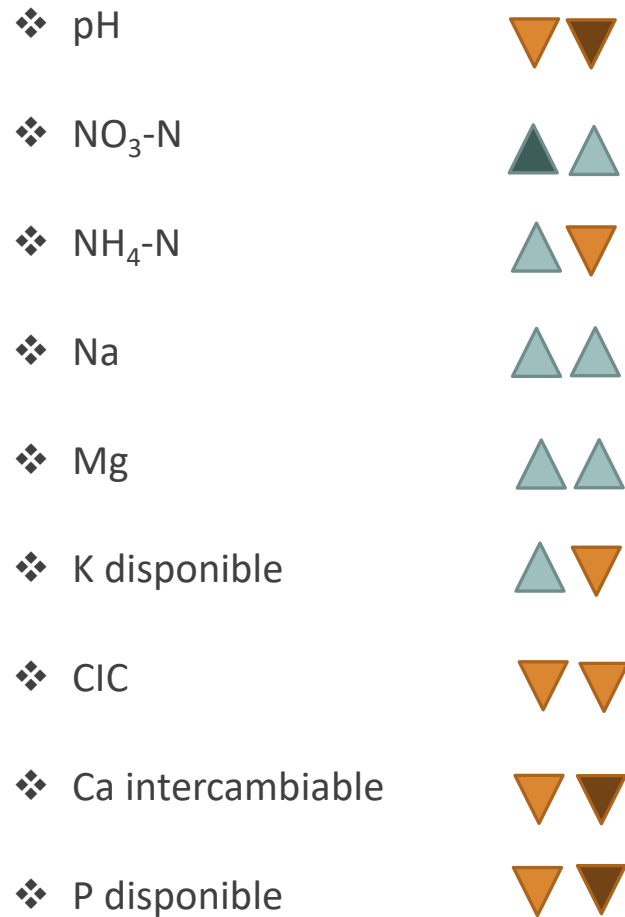 ❖ pH
❖ NO₃-N
❖ NH₄-N
❖ Na
❖ Mg
❖ K disponible
❖ CIC
❖ Ca intercambiable
❖ P disponible